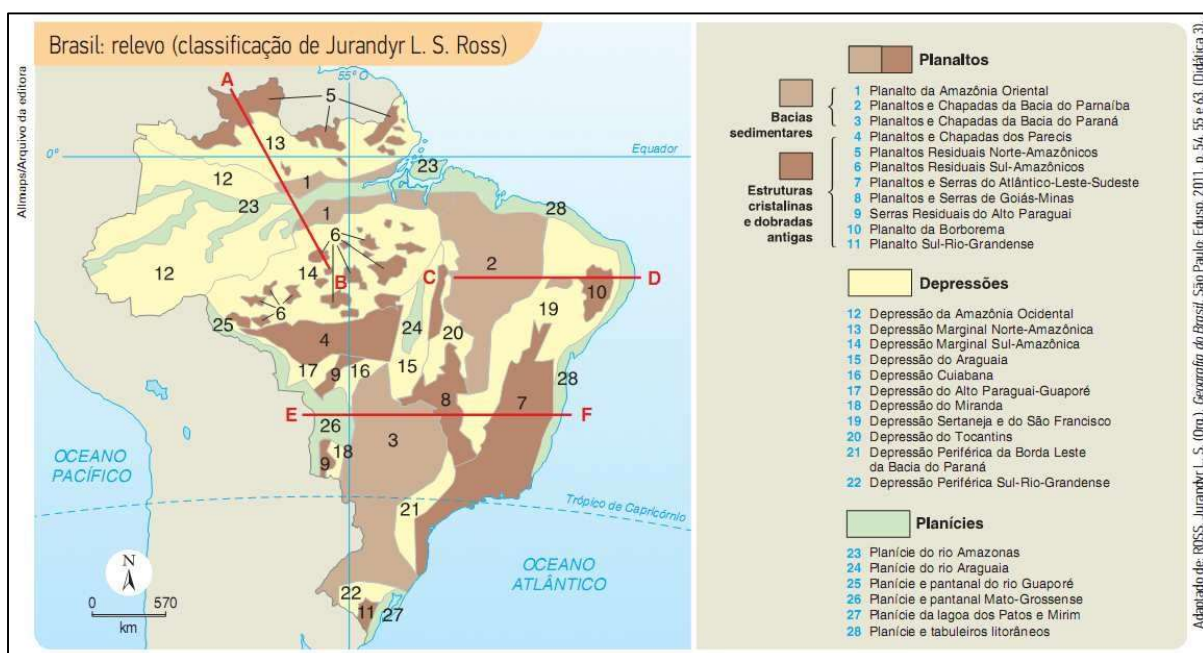 Brasil: relevo (classificação de Jurandyr L. S. Ross)
Allmaps/Arquivo da editora
A
55° O
5
13
0°
Equador
12
1
23
23
1
28
6
12
14
B
C
2
D
10
6
19
25
4
24
20
17
9
16
15
28
8
7
E
F
26
3
18
9
OCEANO
PACÍFICO
Trópico de Capricórnio
21
N
OCEANO
ATLÂNTICO
0 570
km
22
11
27
Planaltos
Bacias
sedimentares
1 Planalto da Amazônia Oriental
2 Planaltos e Chapadas da Bacia do Parnaíba
3 Planaltos e Chapadas da Bacia do Paraná
Estruturas
cristalinas
e dobradas
antigas
4 Planaltos e Chapadas dos Parecis
5 Planaltos Residuais Norte-Amazônicos
6 Planaltos Residuais Sul-Amazônicos
7 Planaltos e Serras do Atlântico-Leste-Sudeste
8 Planaltos e Serras de Goiás-Minas
9 Serras Residuais do Alto Paraguai
10 Planalto da Borborema
11 Planalto Sul-Rio-Grandense
Depressões
12 Depressão da Amazônia Ocidental
13 Depressão Marginal Norte-Amazônica
14 Depressão Marginal Sul-Amazônica
15 Depressão do Araguaia
16 Depressão Cuiabana
17 Depressão do Alto Paraguai-Guaporé
18 Depressão do Miranda
19 Depressão Sertaneja e do São Francisco
20 Depressão do Tocantins
21 Depressão Periférica da Borda Leste
da Bacia do Paraná
22 Depressão Periférica Sul-Rio-Grandense
Planícies
23 Planície do rio Amazonas
24 Planície do rio Araguaia
25 Planície e pantanal do rio Guaporé
26 Planície e pantanal Mato-Grossense
27 Planície da lagoa dos Patos e Mirim
28 Planície e tabuleiros litorâneos
Adaptado de: ROSS, Jurandyr L. S. (Org.). Geografia do Brasil. São Paulo: Edusp, 2011. p. 54, 55 e 63. (Didática 3).